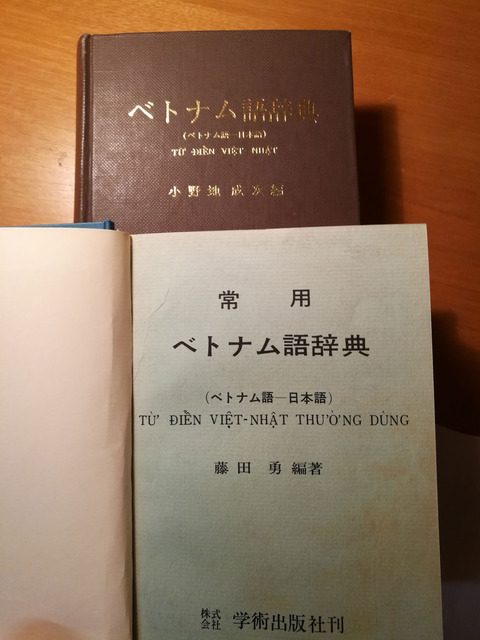 ベトナム語辞典
(ベトナム語—日本語)
TỪ ĐIỂN VIỆT NHẬT
小野地 成次編
常 用
ベトナム語辞典
(ベトナム語—日本語)
TỪ ĐIỀN VIỆT-NHẬT THƯỜNG DÙNG
藤田 勇 編著
株式会社 学術出版社刊